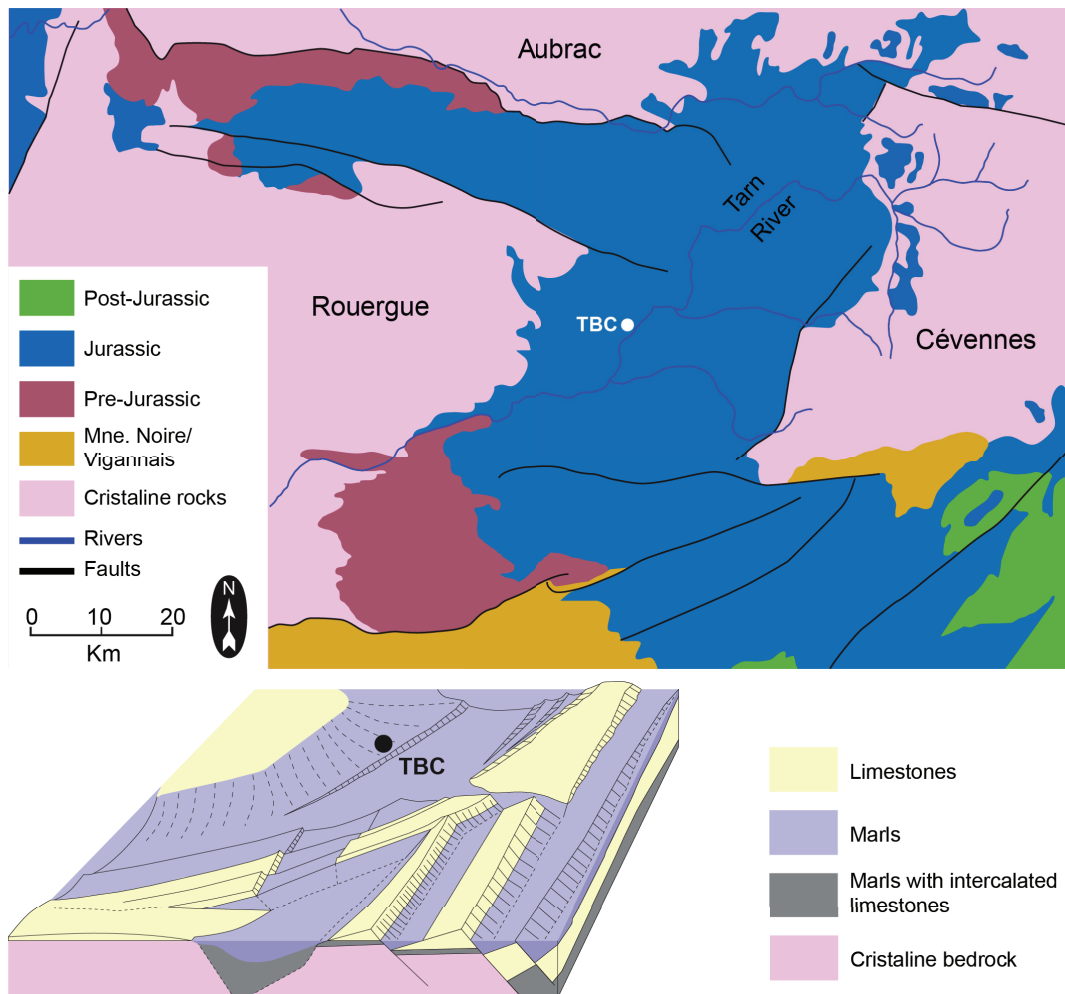 Aubrac
Tarn
River
TBC
Rouergue
Cévennes
Post-Jurassic
Jurassic
Pre-Jurassic
Mne. Noire/
Vigannais
Cristaline rocks
Rivers
Faults
0 10 20
Km
N
TBC
Limestones
Marls
Marls with intercalated
limestones
Cristaline bedrock